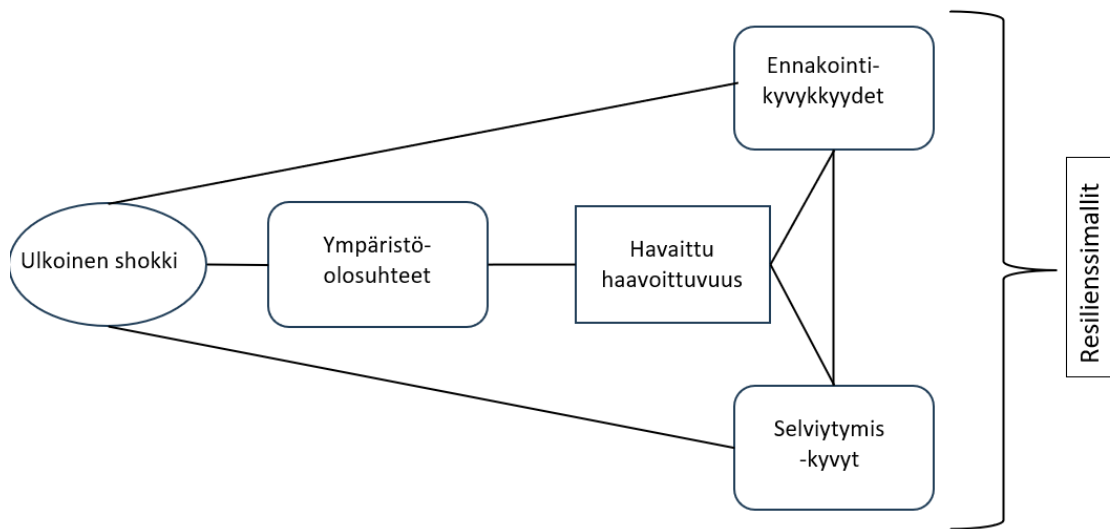 Ennakointi-
kyvykkyydet
Ulkoinen shokki
Ympäristö-
olosuhteet
Havaittu
haavoittuvuus
Selviytymis
-kyvyt
Resilienssimallit